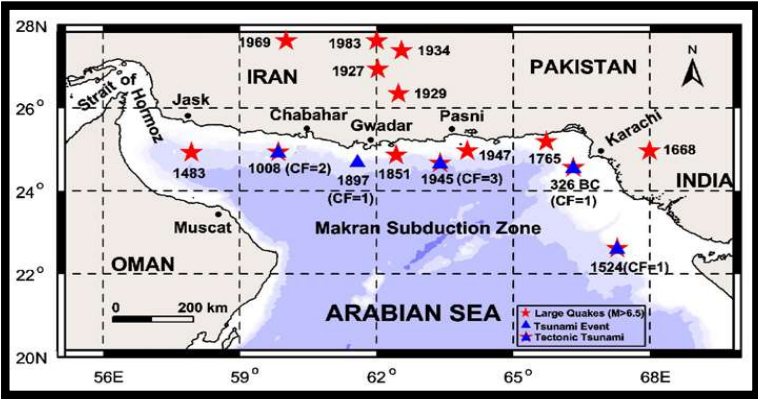 28N
26°
24°
22°
20N
56E
59°
62°
65°
68E
1969
1983
1934
1927
1929
IRAN
PAKISTAN
N
Strait of Hormoz
Jask
Chabahar
Gwadar
Pasni
Karachi
1483
1008 (CF=2)
1897
(CF=1)
1851
1945 (CF=3)
1947
1765
326 BC
(CF=1)
1668
INDIA
Muscat
Makran Subduction Zone
OMAN
1524(CF=1)
0 200 km
ARABIAN SEA
Large Quakes (M>6.5)
Tsunami Event
Tectonic Tsunami